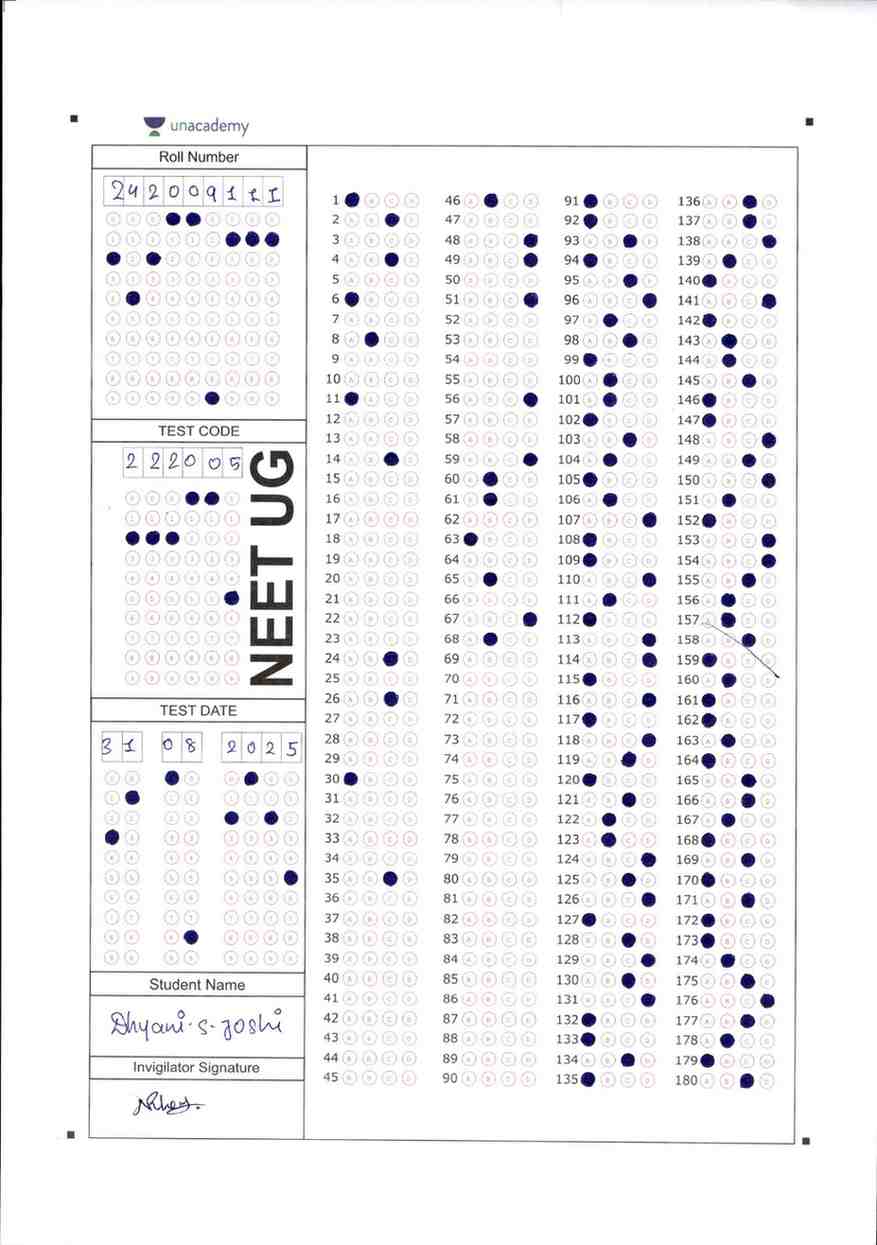 unacademy
Roll Number
2 4 2 0 0 9 1 1 1
TEST CODE
2 2 2 0 0 5
NEET UG
TEST DATE
3 1 0 8 2 0 2 5
Student Name
Dhyani.S.Joshi
Invigilator Signature
1 46 91 136
2 47 92 137
3 48 93 138
4 49 94 139
5 50 95 140
6 51 96 141
7 52 97 142
8 53 98 143
9 54 99 144
10 55 100 145
11 56 101 146
12 57 102 147
13 58 103 148
14 59 104 149
15 60 105 150
16 61 106 151
17 62 107 152
18 63 108 153
19 64 109 154
20 65 110 155
21 66 111 156
22 67 112 157
23 68 113 158
24 69 114 159
25 70 115 160
26 71 116 161
27 72 117 162
28 73 118 163
29 74 119 164
30 75 120 165
31 76 121 166
32 77 122 167
33 78 123 168
34 79 124 169
35 80 125 170
36 81 126 171
37 82 127 172
38 83 128 173
39 84 129 174
40 85 130 175
41 86 131 176
42 87 132 177
43 88 133 178
44 89 134 179
45 90 135 180